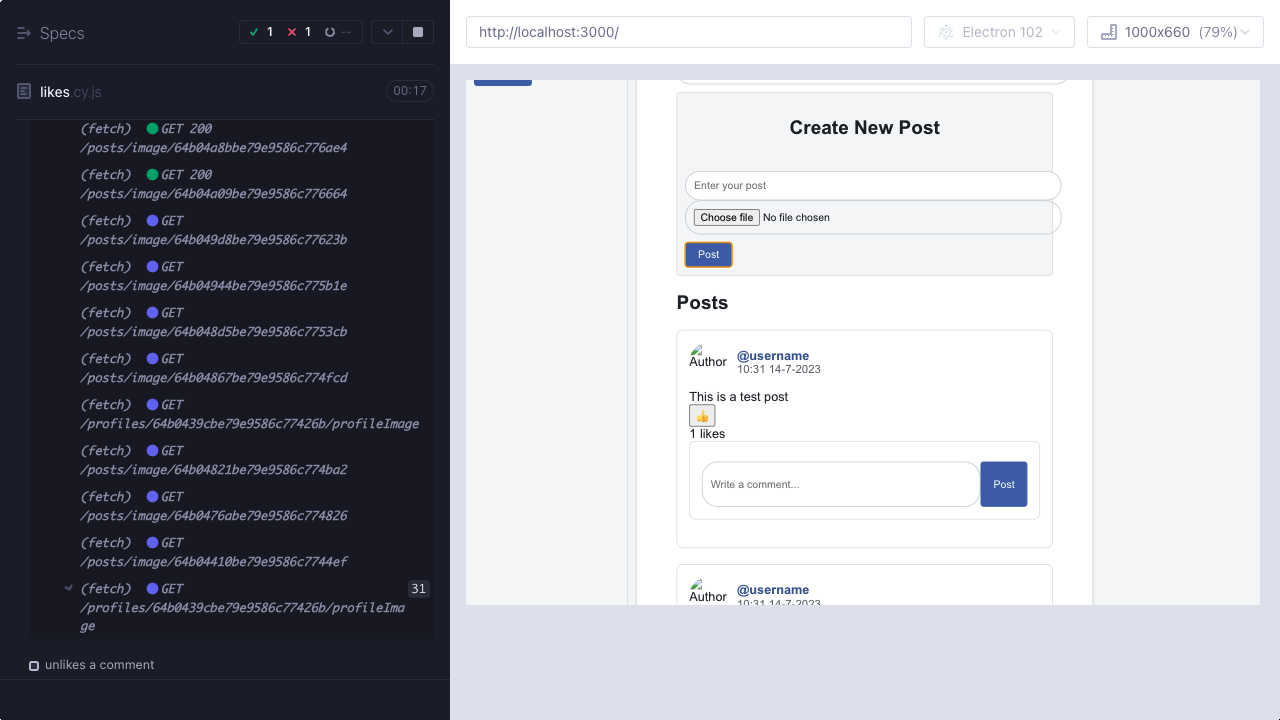 Specs
1
1
--
likes.cy.js
00:17
(fetch) GET 200
/posts/image/64b04a8bbe79e9586c776ae4
(fetch) GET 200
/posts/image/64b04a09be79e9586c776664
(fetch) GET
/posts/image/64b049d8be79e9586c77623b
(fetch) GET
/posts/image/64b04944be79e9586c775b1e
(fetch) GET
/posts/image/64b048d5be79e9586c7753cb
(fetch) GET
/posts/image/64b04867be79e9586c774fcd
(fetch) GET
/profiles/64b0439cbe79e9586c77426b/profileImage
(fetch) GET
/posts/image/64b04821be79e9586c774ba2
(fetch) GET
/posts/image/64b0476abe79e9586c774826
(fetch) GET
/posts/image/64b04410be79e9586c7744ef
(fetch) GET
31
/profiles/64b0439cbe79e9586c77426b/profileIma
ge
unlikes a comment
http://localhost:3000/
Electron 102
1000x660 (79%)
Create New Post
Enter your post
Choose file No file chosen
Post
Posts
Author
@username
10:31 14-7-2023
This is a test post
👍
1 likes
Write a comment...
Post
Author
@username
10:31 14-7-2023